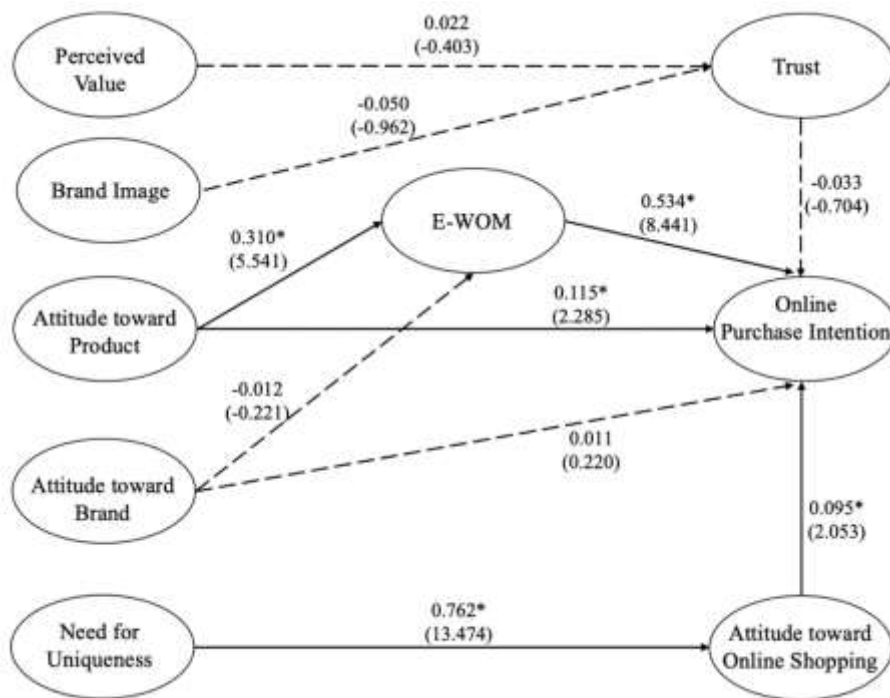 0.022
(-0.403)
Perceived
Value
Trust
-0.050
(-0.962)
Brand Image
-0.033
(-0.704)
E-WOM
0.534*
(8.441)
0.310*
(5.541)
Attitude toward
Product
0.115*
(2.285)
Online
Purchase Intention
-0.012
(-0.221)
0.011
(0.220)
Attitude toward
Brand
0.095*
(2.053)
Need for
Uniqueness
0.762*
(13.474)
Attitude toward
Online Shopping